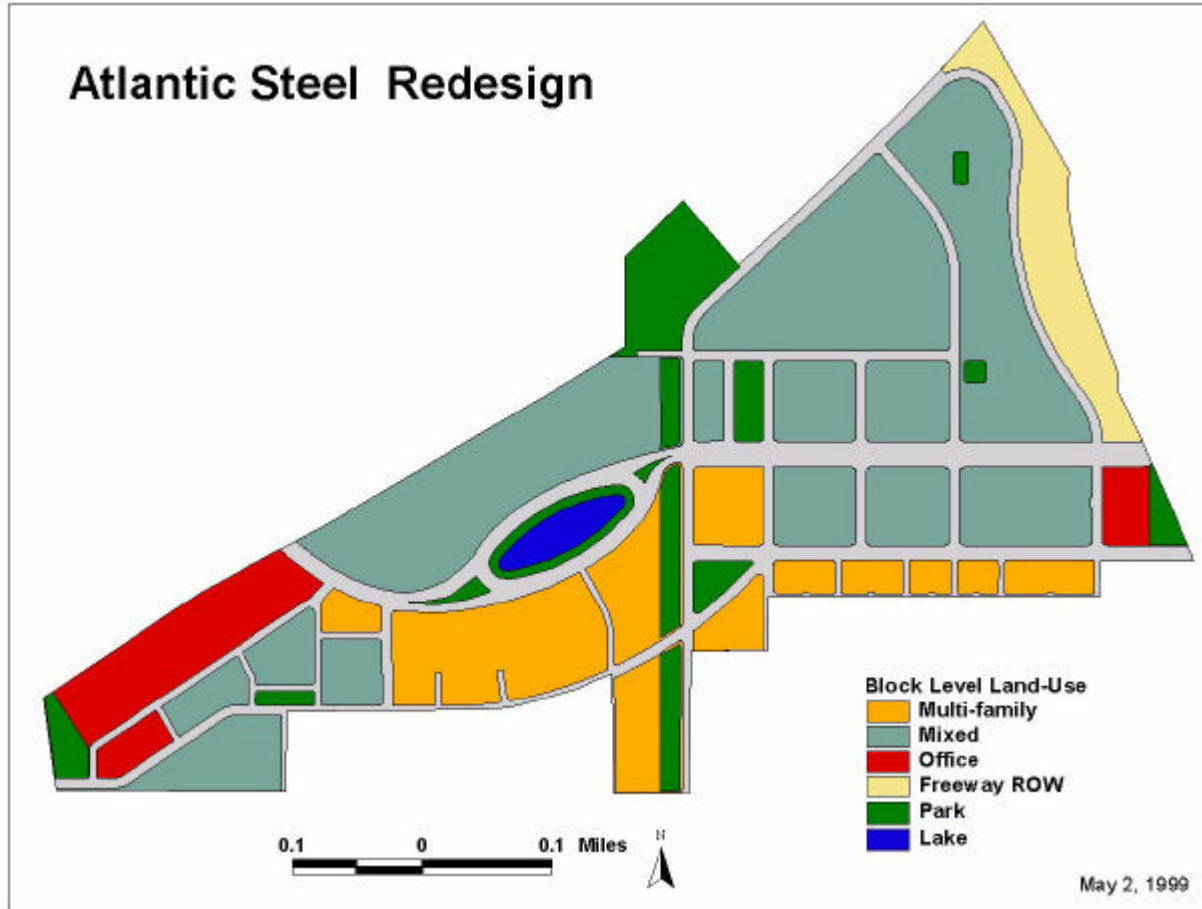 Atlantic Steel Redesign
Block Level Land-Use
Multi-family
Mixed
Office
Freeway ROW
Park
Lake
0.1 0 0.1 Miles
N
May 2, 1999